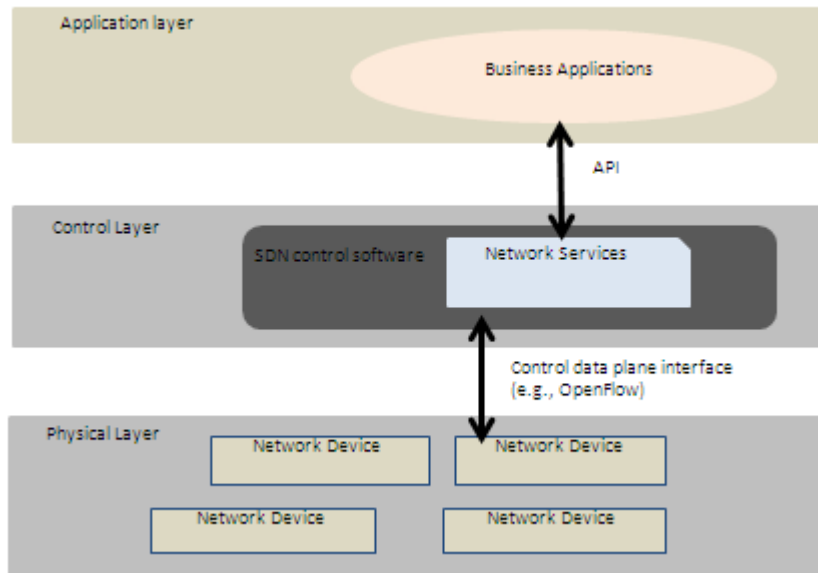 Application layer
Business Applications
API
Control Layer
SDN control software
Network Services
Control data plane interface
(e.g., OpenFlow)
Physical Layer
Network Device
Network Device
Network Device
Network Device